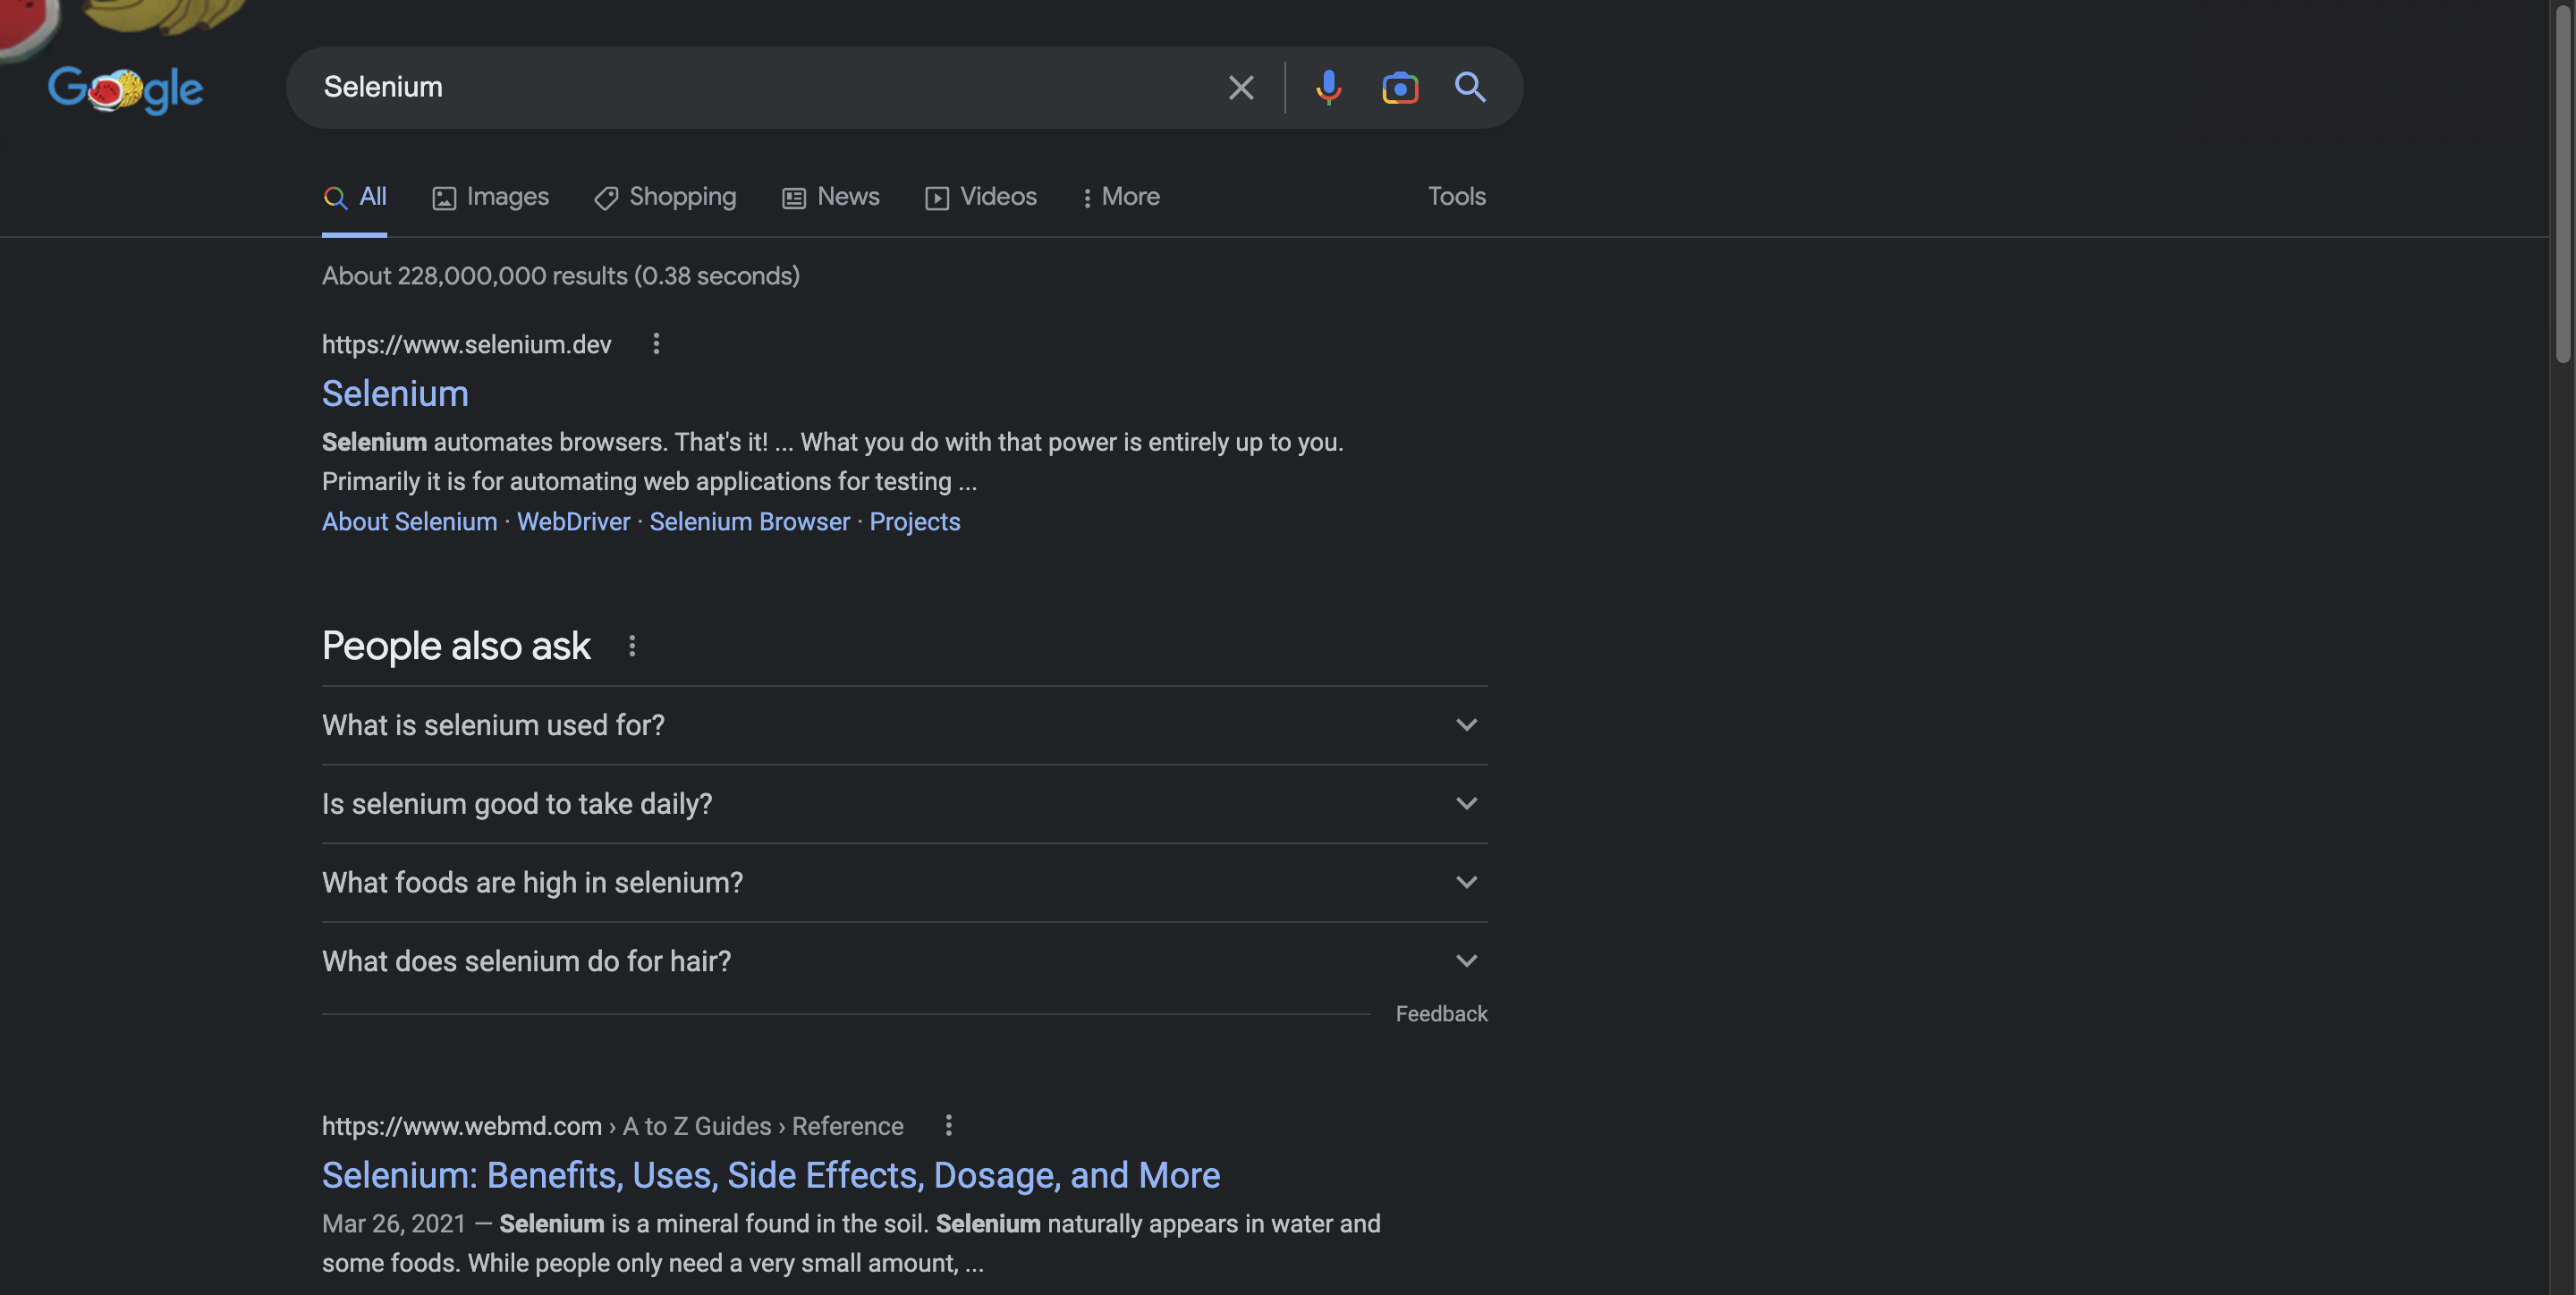 Google
Selenium
All Images Shopping News Videos More Tools
About 228,000,000 results (0.38 seconds)
https://www.selenium.dev
Selenium
Selenium automates browsers. That's it! ... What you do with that power is entirely up to you.
Primarily it is for automating web applications for testing ...
About Selenium · WebDriver · Selenium Browser · Projects
People also ask
What is selenium used for?
Is selenium good to take daily?
What foods are high in selenium?
What does selenium do for hair?
Feedback
https://www.webmd.com › A to Z Guides › Reference
Selenium: Benefits, Uses, Side Effects, Dosage, and More
Mar 26, 2021 — Selenium is a mineral found in the soil. Selenium naturally appears in water and
some foods. While people only need a very small amount, ...